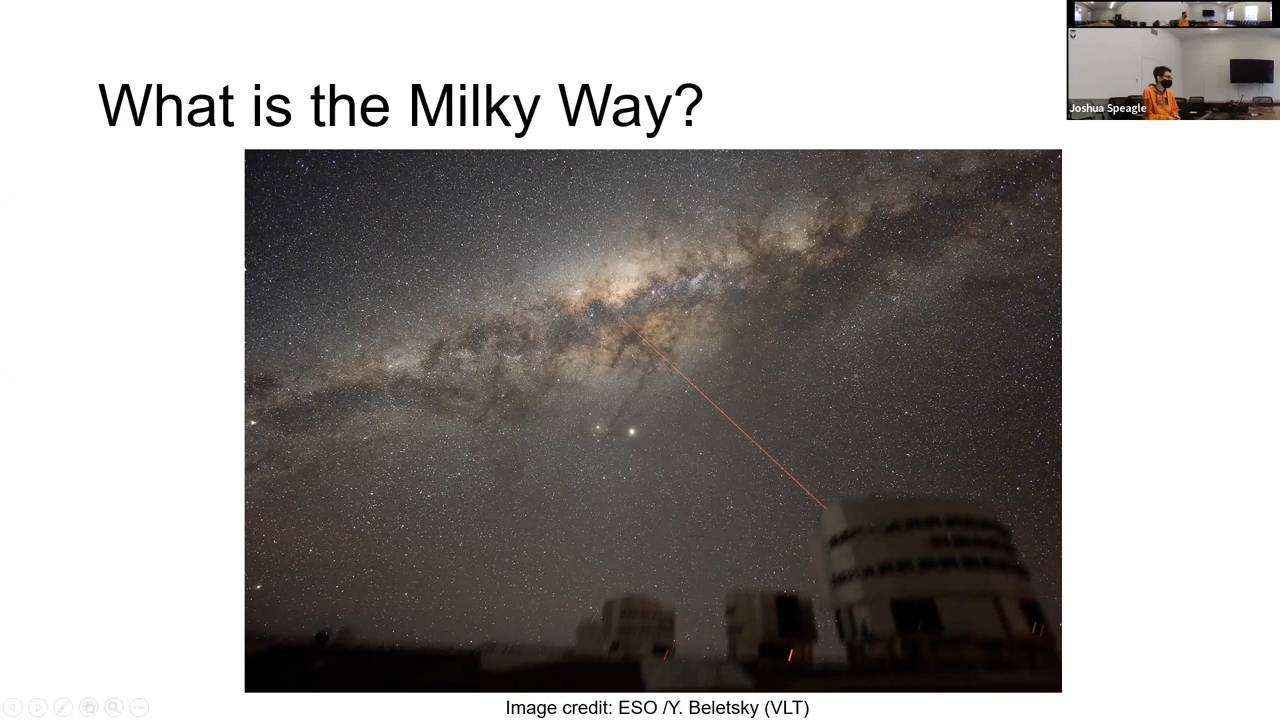 What is the Milky Way?
Joshua Speagle
Image credit: ESO /Y. Beletsky (VLT)